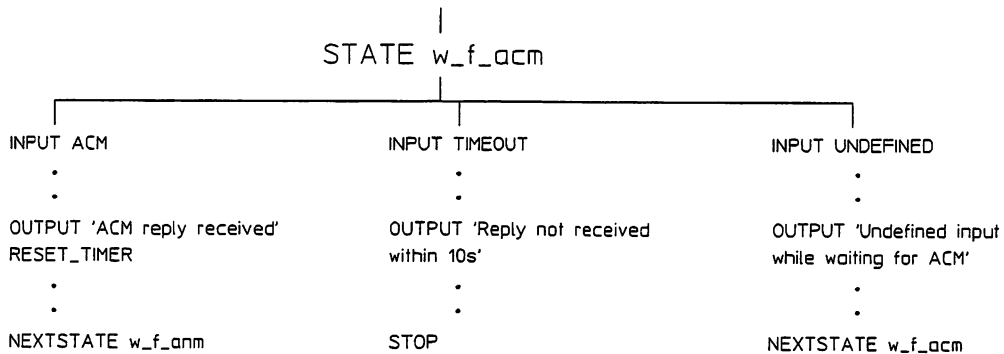 STATE w_f_acm
INPUT ACM
OUTPUT 'ACM reply received'
RESET_TIMER
NEXTSTATE w_f_anm
INPUT TIMEOUT
OUTPUT 'Reply not received
within 10s'
STOP
INPUT UNDEFINED
OUTPUT 'Undefined input
while waiting for ACM'
NEXTSTATE w_f_acm